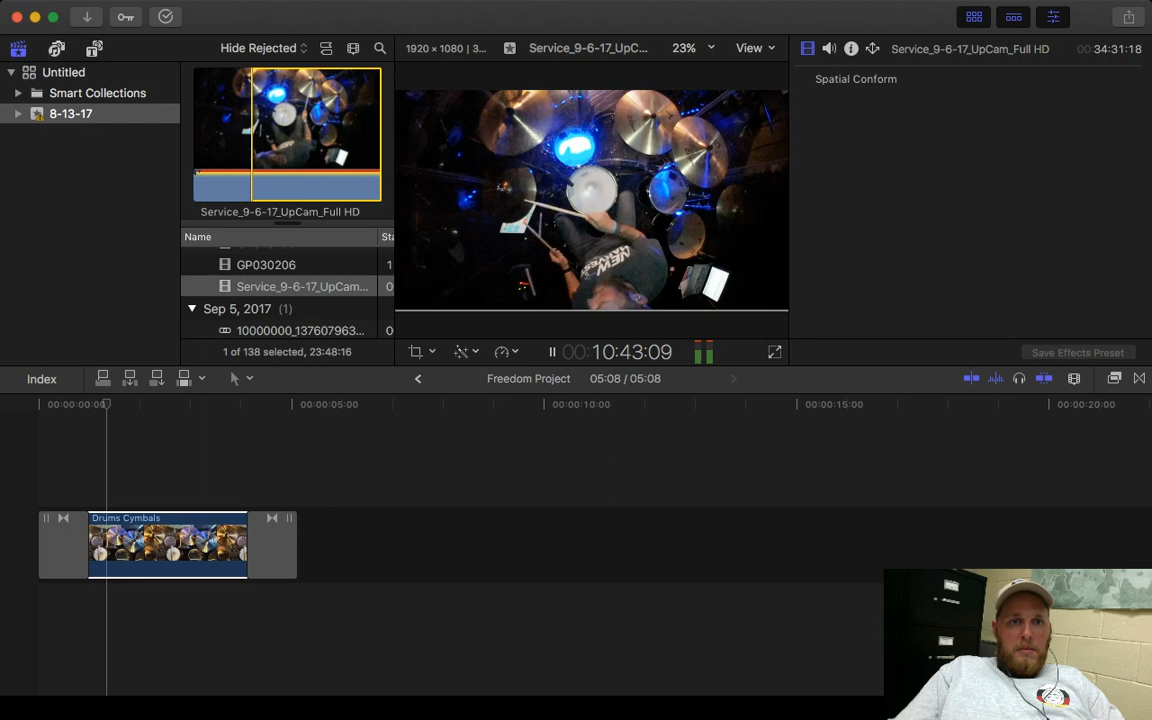 Hide Rejected
1920 × 1080 | 3...
Service_9-6-17_UpC...
23%
View
Service_9-6-17_UpCam_Full HD
00:34:31:18
Untitled
Smart Collections
8-13-17
Spatial Conform
Service_9-6-17_UpCam_Full HD
Name
Sta
GP030206
1
Service_9-6-17_UpCam...
0
Sep 5, 2017 (1)
10000000_137607963...
0
1 of 138 selected, 23:48:16
00:10:43:09
Save Effects Preset
Index
Freedom Project
05:08 / 05:08
00:00:00:00
00:00:05:00
00:00:10:00
00:00:15:00
00:00:20:00
Drums Cymbals
NEW
HARVEST